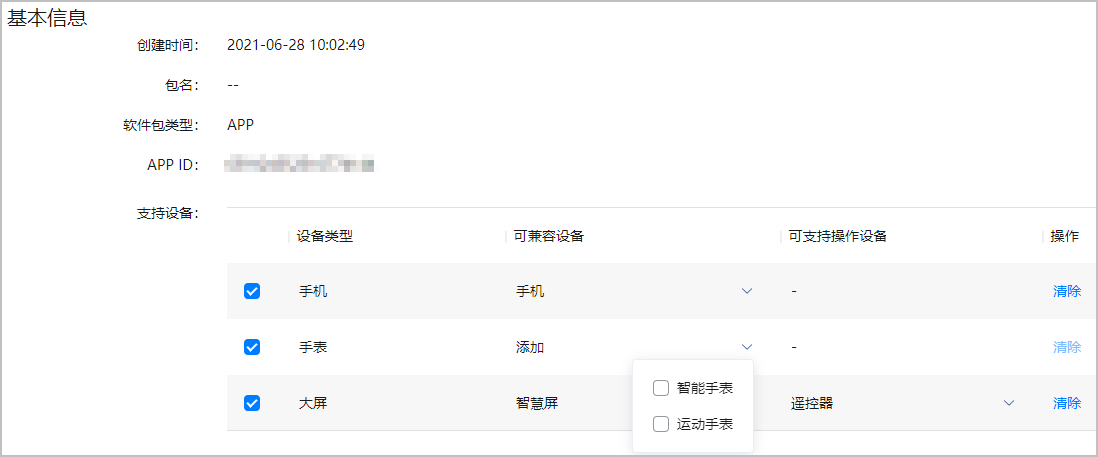 基本信息
创建时间： 2021-06-28 10:02:49
包名： --
软件包类型： APP
APP ID：
支持设备：
设备类型 可兼容设备 可支持操作设备 操作
手机 手机 - 清除
手表 添加 - 清除
智能手表
大屏 智慧屏 遥控器 清除
运动手表